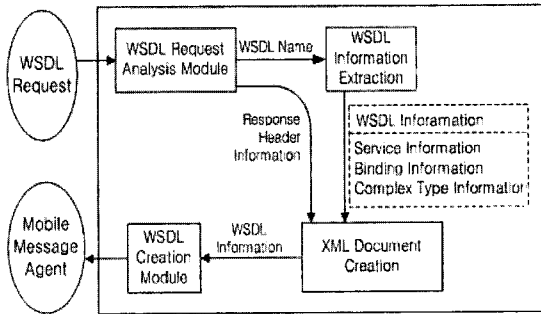 WSDL
Request
WSDL Request
Analysis Module
WSDL Name
WSDL
Information
Extraction
Response
Header
Information
WSDL Inforamation
Service Information
Binding Information
Complex Type Information
Mobile
Message
Agent
WSDL
Creation
Module
WSDL
Information
XML Document
Creation